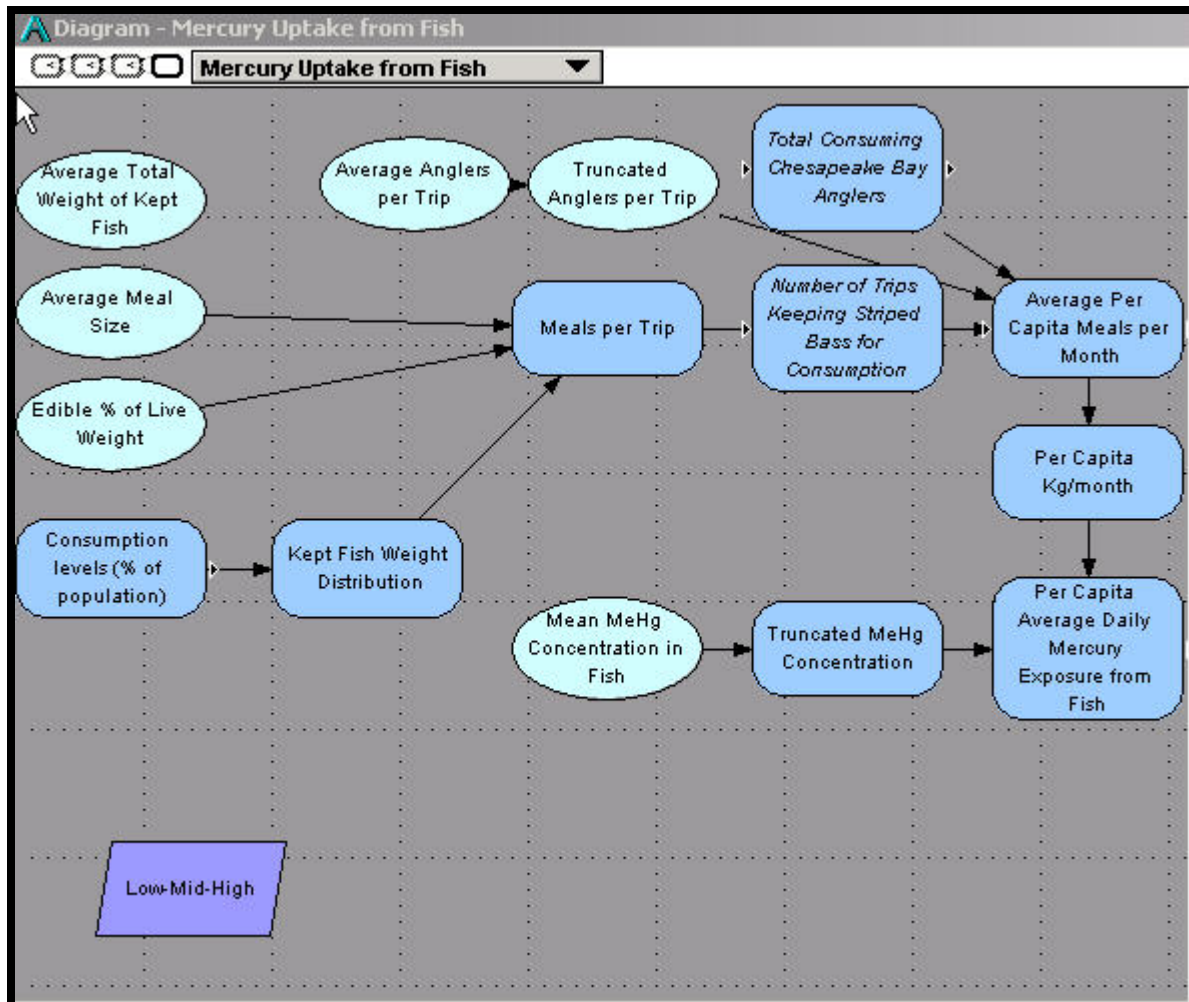 Diagram - Mercury Uptake from Fish
Mercury Uptake from Fish
Average Total
Weight of Kept
Fish
Average Anglers
per Trip
Truncated
Anglers per Trip
Total Consuming
Chesapeake Bay
Anglers
Average Meal
Size
Meals per Trip
Number of Trips
Keeping Striped
Bass for
Consumption
Average Per
Capita Meals per
Month
Edible % of Live
Weight
Per Capita
Kg/month
Consumption
levels (% of
population)
Kept Fish Weight
Distribution
Mean MeHg
Concentration in
Fish
Truncated MeHg
Concentration
Per Capita
Average Daily
Mercury
Exposure from
Fish
Low-Mid-High